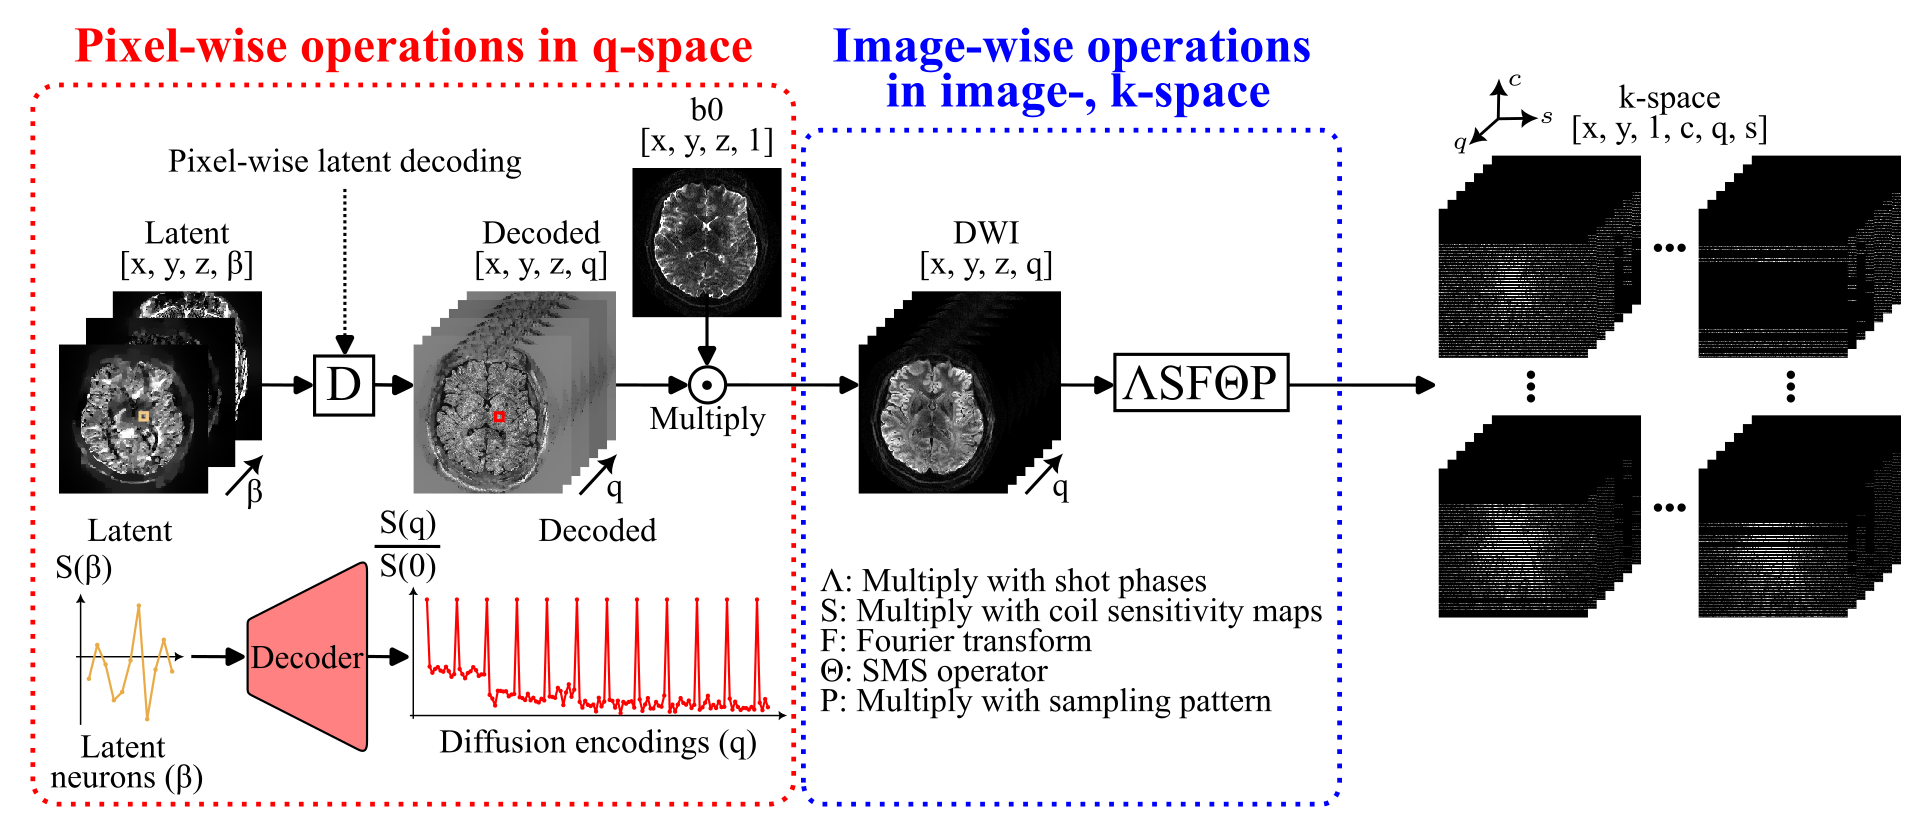 Pixel-wise operations in q-space
Image-wise operations
in image-, k-space
b0
[x, y, z, 1]
Pixel-wise latent decoding
Latent
[x, y, z, β]
Decoded
[x, y, z, q]
D
Multiply
β
q
DWI
[x, y, z, q]
ΛSFΘP
q
c
s
q
k-space
[x, y, 1, c, q, s]
Latent
S(β)
Latent
neurons (β)
Decoder
S(q)
S(0)
Decoded
Diffusion encodings (q)
Λ: Multiply with shot phases
S: Multiply with coil sensitivity maps
F: Fourier transform
Θ: SMS operator
P: Multiply with sampling pattern